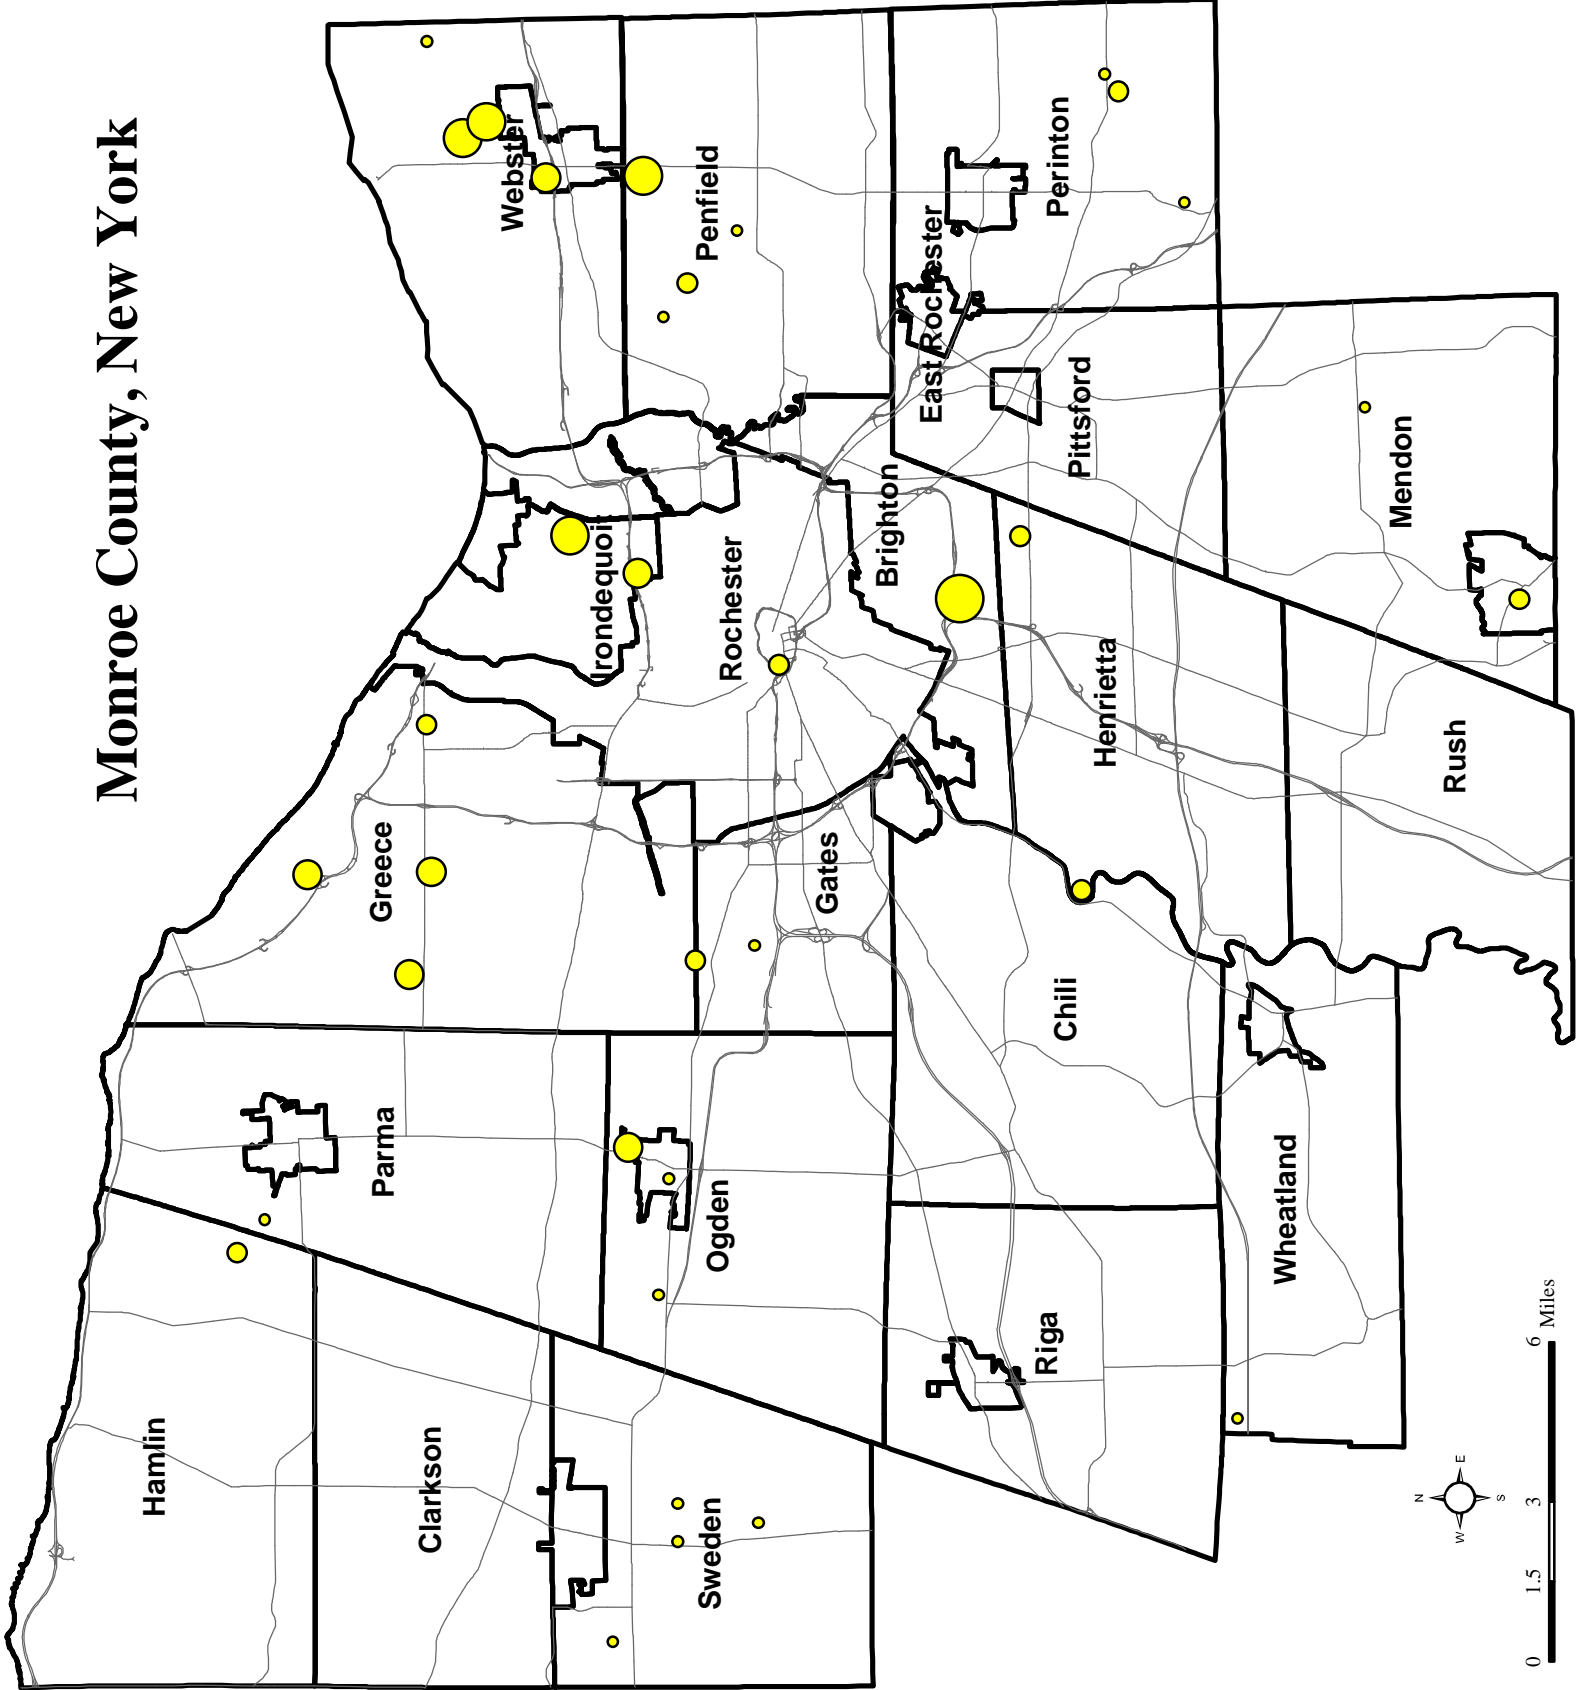 Monroe County, New York
Hamlin
Parma
Greece
Irondequoit
Webster
Clarkson
Sweden
Ogden
Gates
Rochester
Penfield
Brighton
East Rochester
Perinton
Pittsford
Riga
Chili
Henrietta
Mendon
Wheatland
Rush
N
W
E
S
0 1.5 3 6
Miles